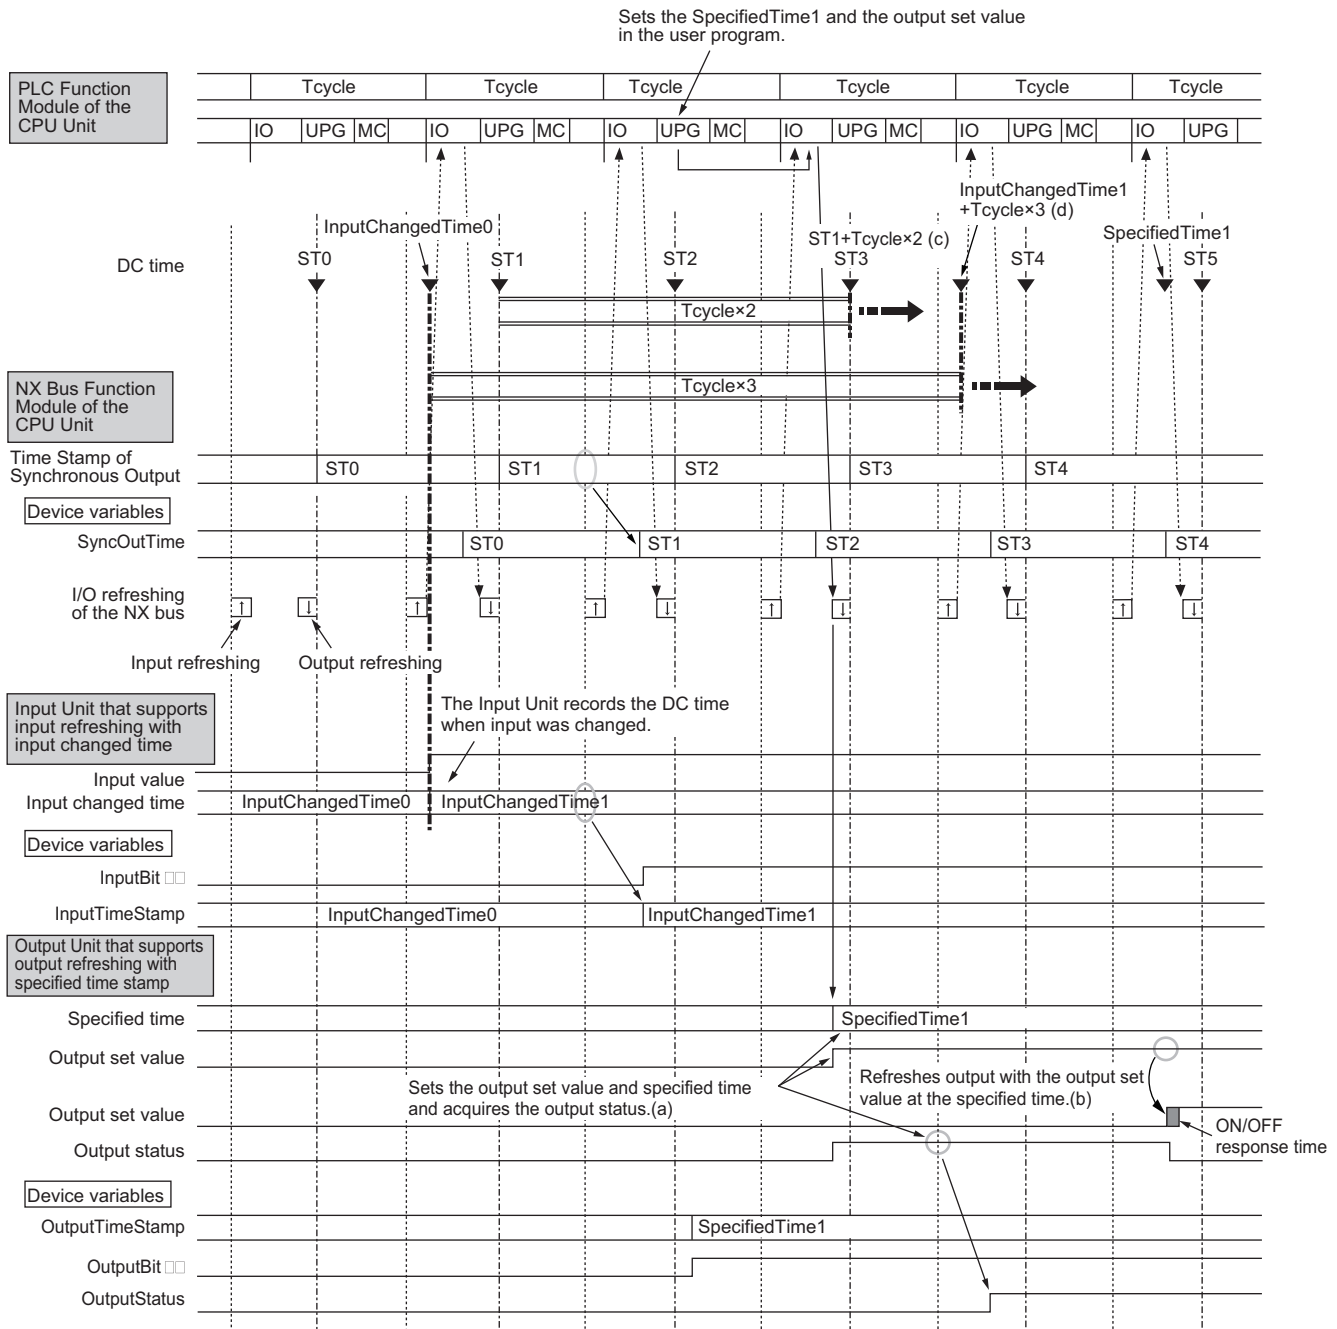 Sets the SpecifiedTime1 and the output set value
in the user program.
PLC Function
Module of the
CPU Unit
Tcycle Tcycle Tcycle Tcycle Tcycle Tcycle
IO UPG MC IO UPG MC IO UPG MC IO UPG MC IO UPG MC IO UPG
InputChangedTime1
+Tcycle×3 (d)
InputChangedTime0
ST1+Tcycle×2 (c)
SpecifiedTime1
DC time
ST0 ST1 ST2 ST3 ST4 ST5
Tcycle×2
NX Bus Function
Module of the
CPU Unit
Tcycle×3
Time Stamp of
Synchronous Output
ST0 ST1 ST2 ST3 ST4
Device variables
SyncOutTime
ST0 ST1 ST2 ST3 ST4
I/O refreshing
of the NX bus
↑ ↓ ↑ ↓ ↑ ↓ ↑ ↓ ↑ ↓ ↑ ↓
Input refreshing Output refreshing
Input Unit that supports
input refreshing with
input changed time
The Input Unit records the DC time
when input was changed.
Input value
Input changed time
InputChangedTime0 InputChangedTime1
Device variables
InputBit □□
InputTimeStamp
InputChangedTime0 InputChangedTime1
Output Unit that supports
output refreshing with
specified time stamp
Specified time
SpecifiedTime1
Output set value
Sets the output set value and specified time
and acquires the output status.(a)
Refreshes output with the output set
value at the specified time.(b)
Output set value
ON/OFF
response time
Output status
Device variables
OutputTimeStamp
SpecifiedTime1
OutputBit □□
OutputStatus